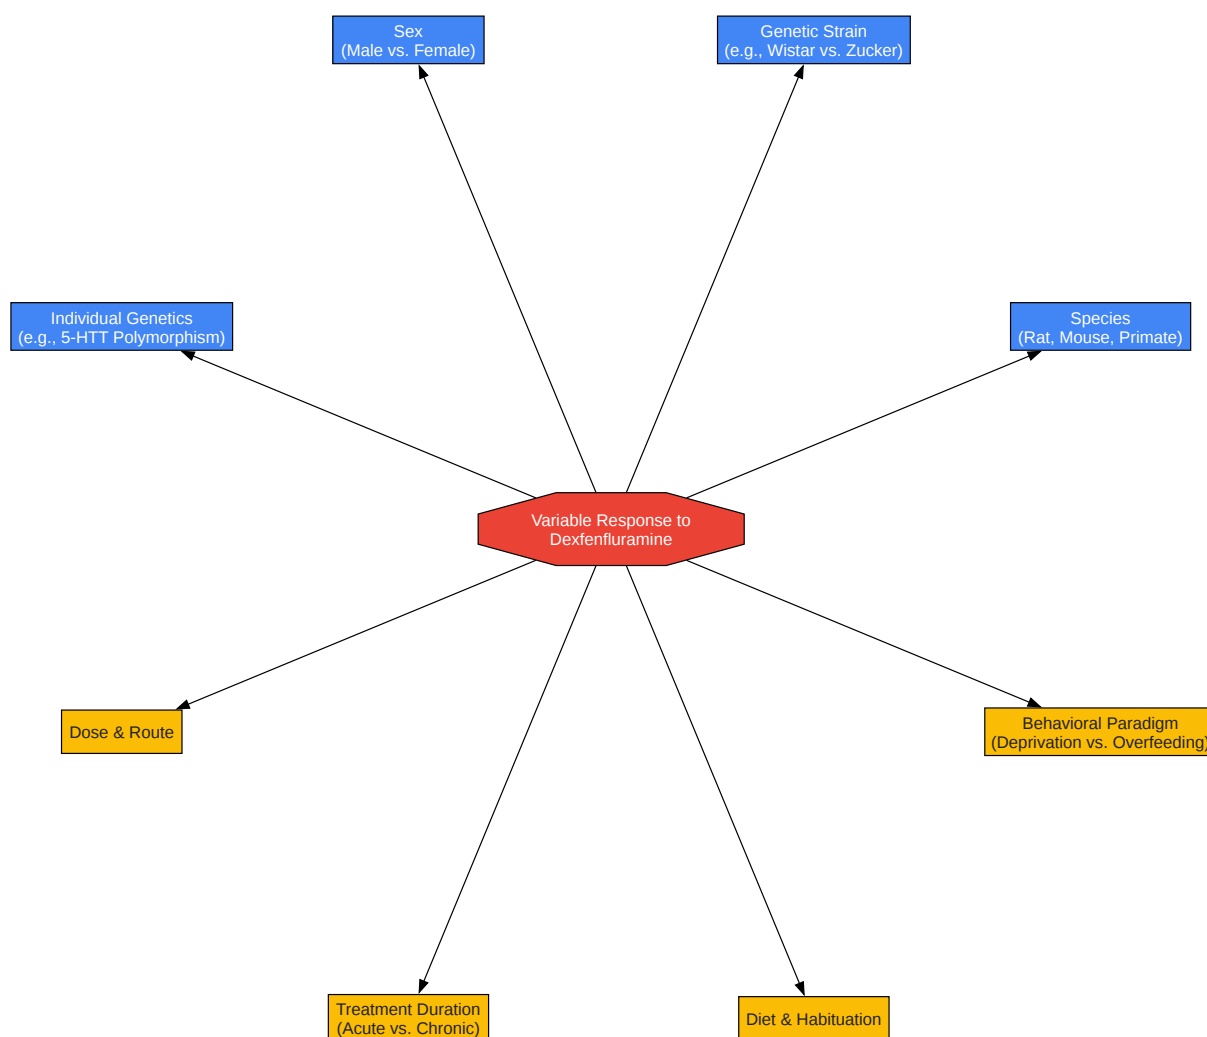 Sex
(Male vs. Female)
Genetic Strain
(e.g., Wistar vs. Zucker)
Individual Genetics
(e.g., 5-HTT Polymorphism)
Species
(Rat, Mouse, Primate)
Variable Response to
Dexfenfluramine
Dose & Route
Behavioral Paradigm
(Deprivation vs. Overfeeding)
Treatment Duration
(Acute vs. Chronic)
Diet & Habituation